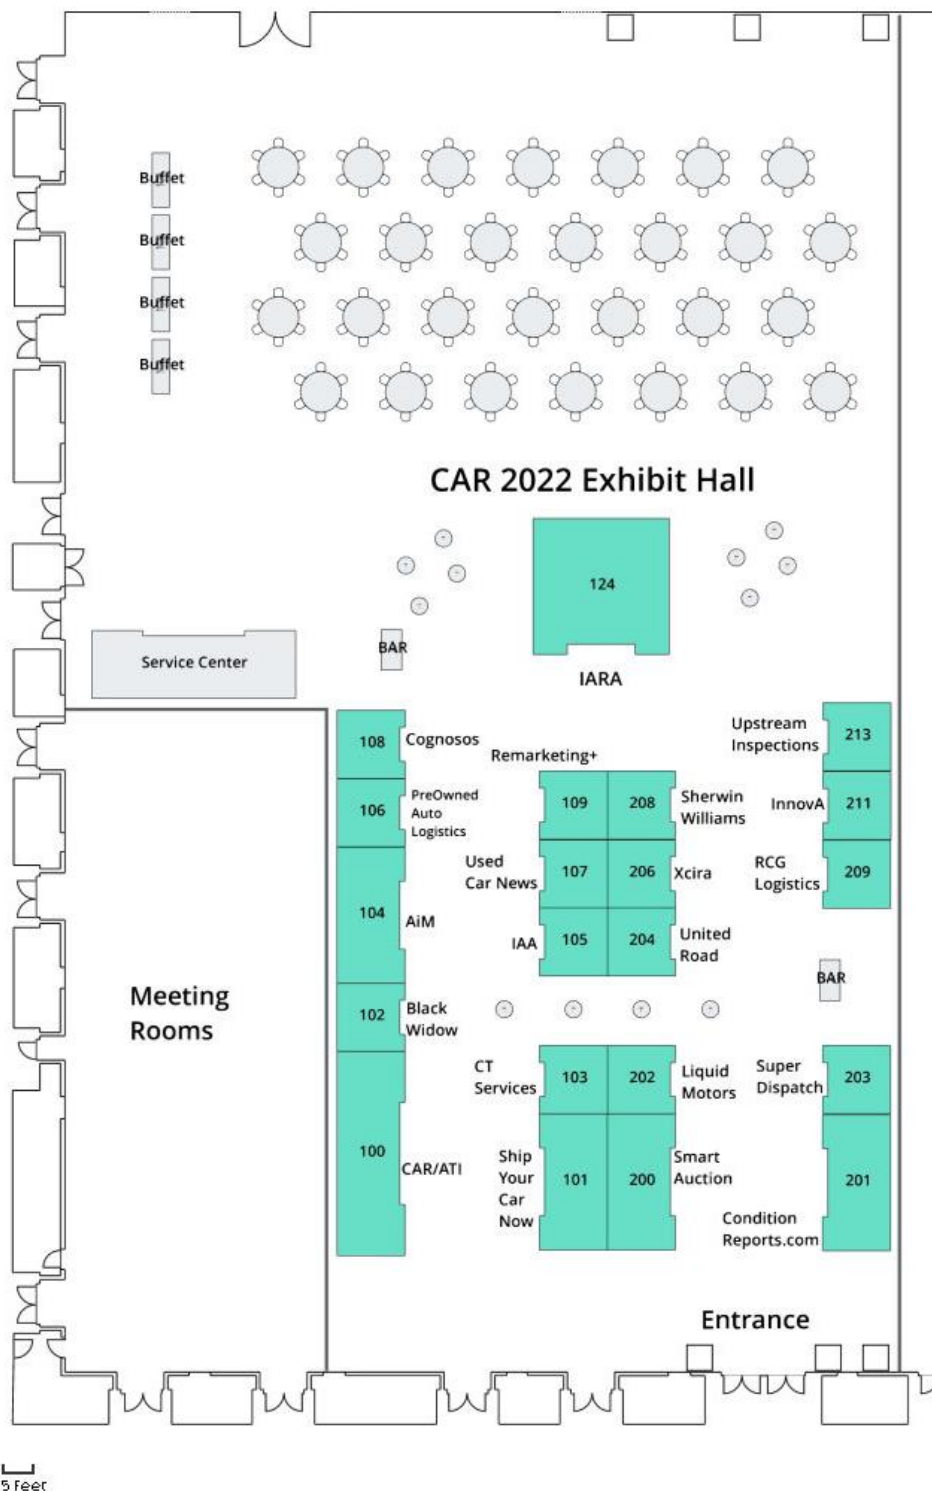 Buffet
Buffet
Buffet
Buffet
CAR 2022 Exhibit Hall
124
BAR
Service Center
IARA
108
Cognosos
106
PreOwned
Auto
Logistics
104
AiM
102
Black
Widow
100
CAR/ATI
Meeting
Rooms
Remarketing+
109
208
Sherwin
Williams
Used
Car News
107
206
Xcira
IAA
105
204
United
Road
Upstream
Inspections
213
InnovA
211
RCG
Logistics
209
BAR
CT
Services
103
202
Liquid
Motors
Super
Dispatch
203
Ship
Your
Car
Now
101
200
Smart
Auction
201
Condition
Reports.com
Entrance
5 Feet